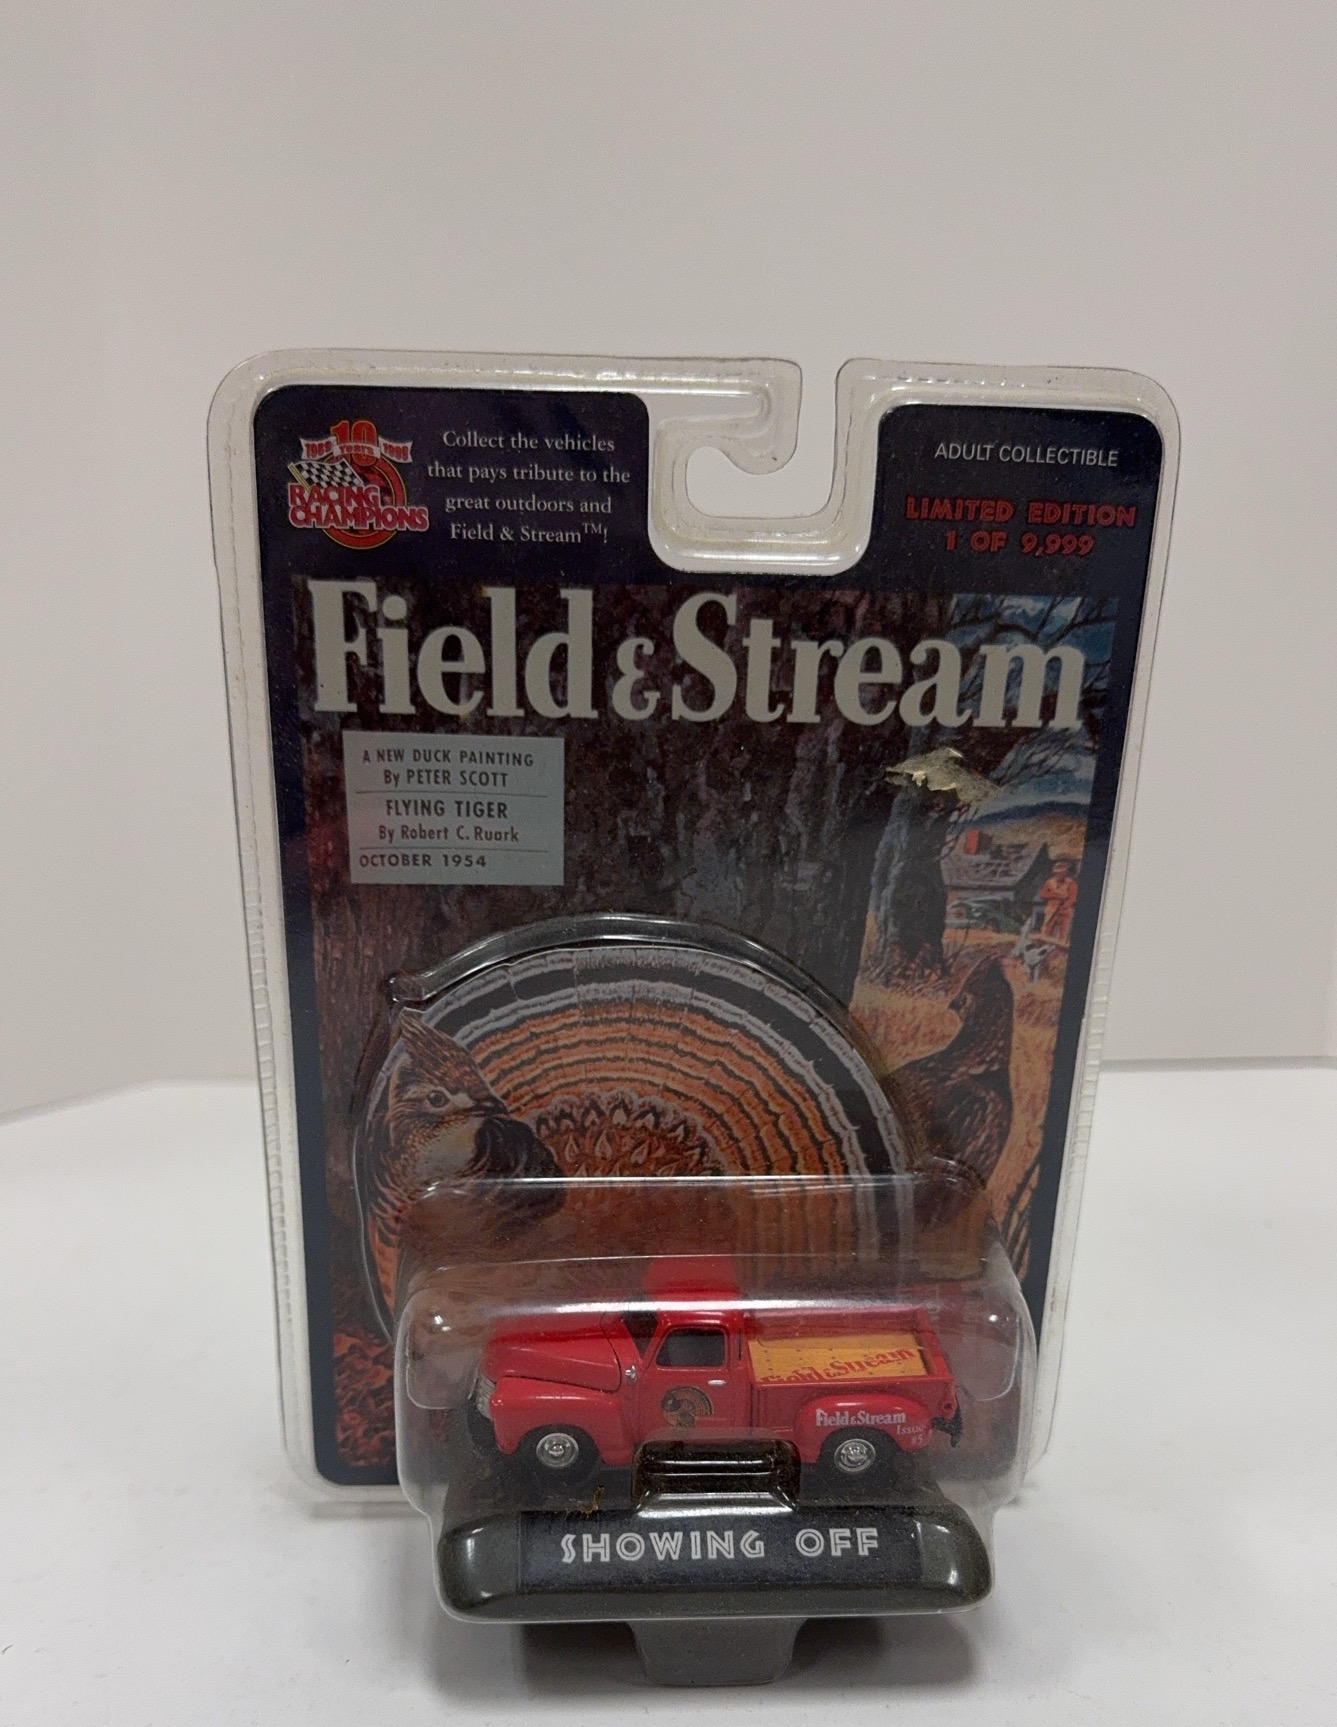 1989 10 YEARS 1999
RACING
CHAMPIONS
Collect the vehicles
that pays tribute to the
great outdoors and
Field & Stream™!
ADULT COLLECTIBLE
LIMITED EDITION
1 OF 9,999
Field & Stream
A NEW DUCK PAINTING
By PETER SCOTT
FLYING TIGER
By Robert C. Ruark
OCTOBER 1954
Field & Stream
Field & Stream
Issue
#5
SHOWING OFF